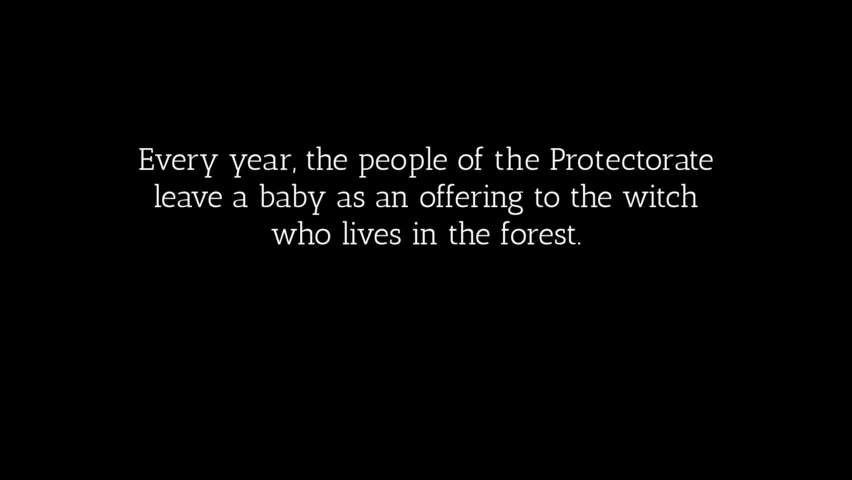 Every year, the people of the Protectorate
leave a baby as an offering to the witch
who lives in the forest.